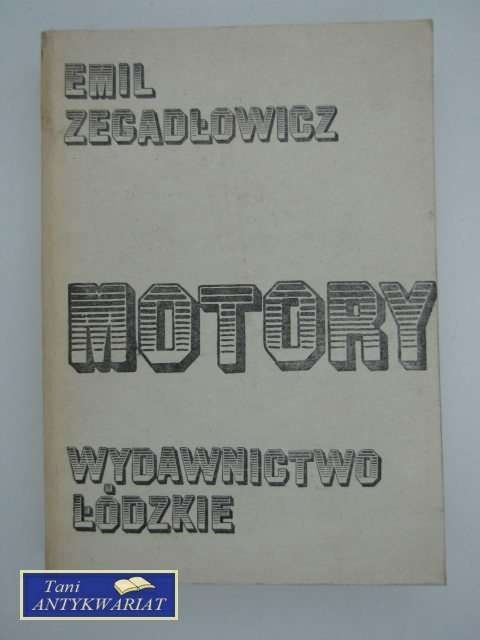 EMIL
ZEGADŁOWICZ
MOTORY
WYDAWNICTWO
ŁÓDZKIE
Tani
ANTYKWARIAT